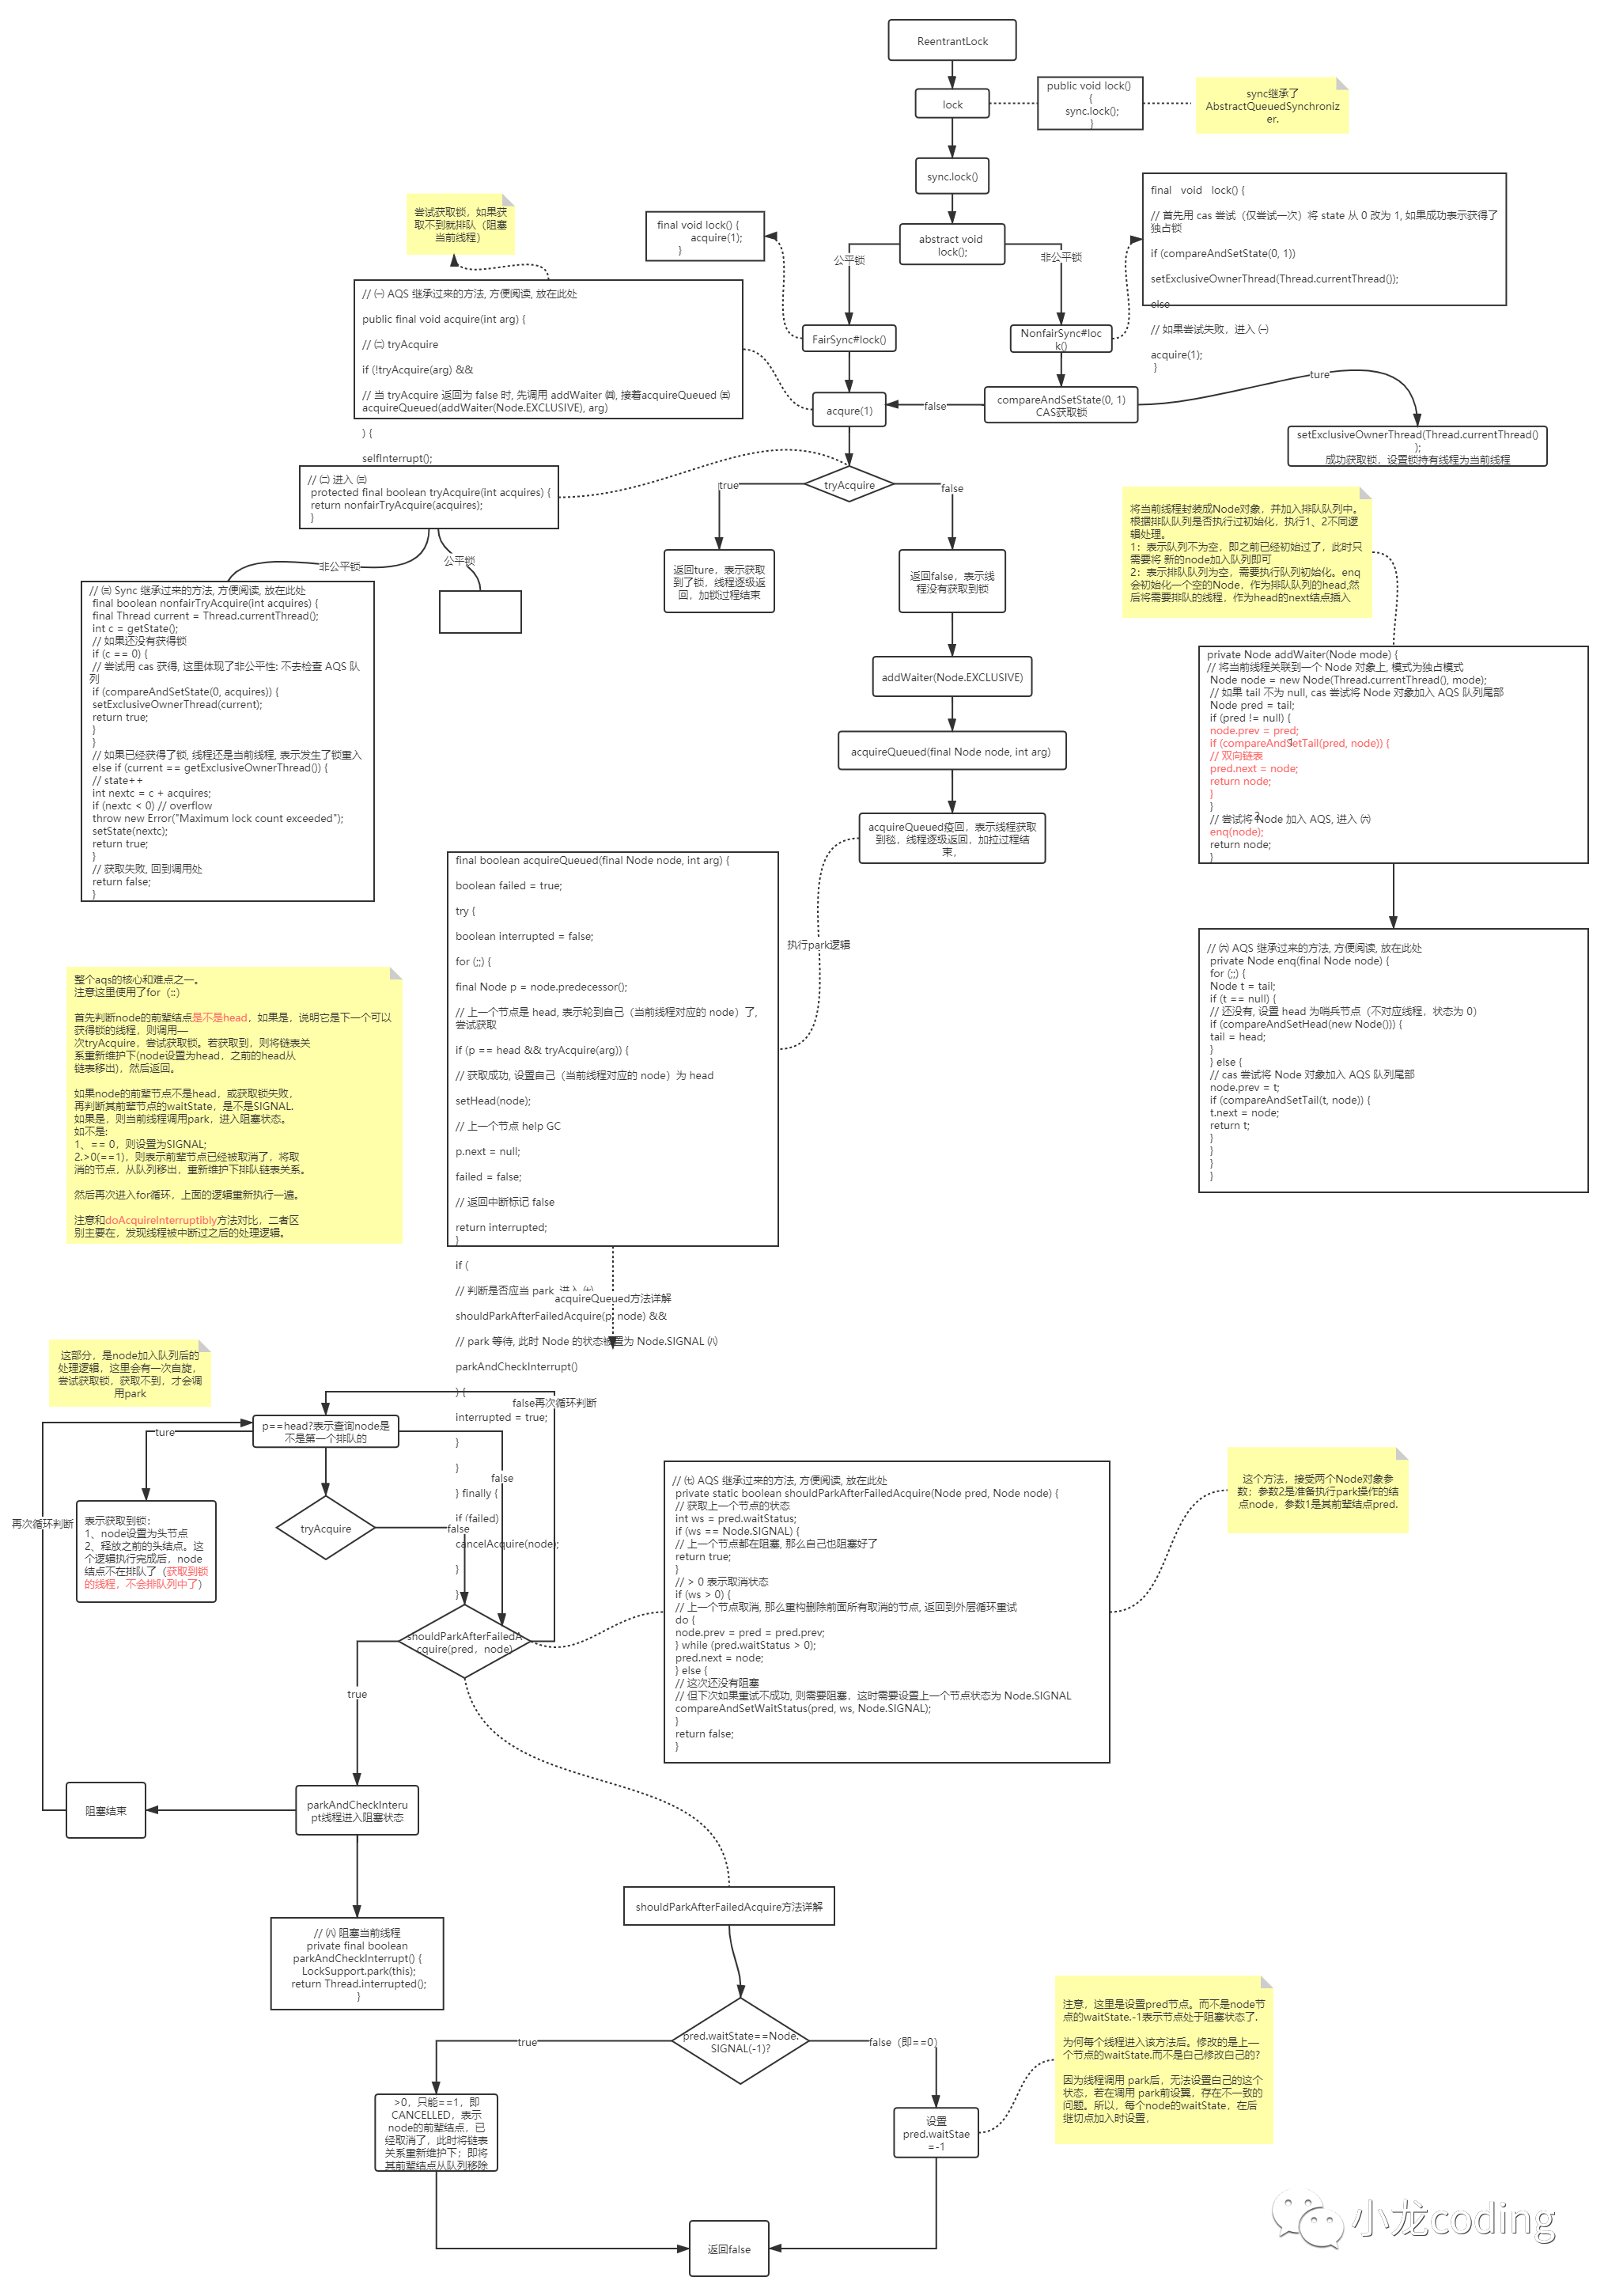 ReentrantLock
lock
public void lock()
{
sync.lock();
}
sync继承了
AbstractQueuedSynchroniz
er.
sync.lock()
abstract void
lock();
公平锁
非公平锁
final void lock() {
acquire(1);
}
final   void   lock() {
// 首先用 cas 尝试（仅尝试一次）将 state 从 0 改为 1, 如果成功表示获得了
独占锁
if (compareAndSetState(0, 1))
setExclusiveOwnerThread(Thread.currentThread());
else
// 如果尝试失败，进入 ㈠
acquire(1);
}
尝试获取锁，如果获
取不到就排队（阻塞
当前线程）
// ㈠ AQS 继承过来的方法, 方便阅读, 放在此处
public final void acquire(int arg) {
// ㈡ tryAcquire
if (!tryAcquire(arg) &&
// 当 tryAcquire 返回为 false 时, 先调用 addWaiter ㈣, 接着acquireQueued ㈤
acquireQueued(addWaiter(Node.EXCLUSIVE), arg)
) {
selfInterrupt();
FairSync#lock()
NonfairSync#loc
k()
acqure(1)
false
compareAndSetState(0, 1)
CAS获取锁
ture
setExclusiveOwnerThread(Thread.currentThread()
);
成功获取锁，设置锁持有线程为当前线程
// ㈡ 进入 ㈢
protected final boolean tryAcquire(int acquires) {
return nonfairTryAcquire(acquires);
}
tryAcquire
true
false
非公平锁
公平锁
返回ture，表示获取
到了锁，线程逐级返
回，加锁过程结束
返回false，表示线
程没有获取到锁
将当前线程封装成Node对象，并加入排队队列中。
根据排队队列是否执行过初始化，执行1、2不同逻
辑处理。
1：表示队列不为空，即之前已经初始过了，此时只
需要将 新的node加入队列即可
2：表示排队队列为空，需要执行队列初始化。enq
会初始化一个空的Node，作为排队队列的head,然
后将需要排队的线程，作为head的next结点插入
// ㈢ Sync 继承过来的方法, 方便阅读, 放在此处
final boolean nonfairTryAcquire(int acquires) {
final Thread current = Thread.currentThread();
int c = getState();
// 如果还没有获得锁
if (c == 0) {
// 尝试用 cas 获得, 这里体现了非公平性: 不去检查 AQS 队
列
if (compareAndSetState(0, acquires)) {
setExclusiveOwnerThread(current);
return true;
}
}
// 如果已经获得了锁, 线程还是当前线程, 表示发生了锁重入
else if (current == getExclusiveOwnerThread()) {
// state++
int nextc = c + acquires;
if (nextc < 0) // overflow
throw new Error("Maximum lock count exceeded");
setState(nextc);
return true;
}
// 获取失败, 回到调用处
return false;
}
addWaiter(Node.EXCLUSIVE)
acquireQueued(final Node node, int arg)
acquireQueued疫回，表示线程获取
到毯，线程逐级返回，加拉过程结
束，
private Node addWaiter(Node mode) {
// 将当前线程关联到一个 Node 对象上, 模式为独占模式
Node node = new Node(Thread.currentThread(), mode);
// 如果 tail 不为 null, cas 尝试将 Node 对象加入 AQS 队列尾部
Node pred = tail;
if (pred != null) {
node.prev = pred;
if (compareAndSetTail(pred, node)) {
1
// 双向链表
pred.next = node;
return node;
}
}
2
// 尝试将 Node 加入 AQS, 进入 ㈥
enq(node);
return node;
}
执行park逻辑
final boolean acquireQueued(final Node node, int arg) {
boolean failed = true;
try {
boolean interrupted = false;
for (;;) {
final Node p = node.predecessor();
// 上一个节点是 head, 表示轮到自己（当前线程对应的 node）了,
尝试获取
if (p == head && tryAcquire(arg)) {
// 获取成功, 设置自己（当前线程对应的 node）为 head
setHead(node);
// 上一个节点 help GC
p.next = null;
failed = false;
// 返回中断标记 false
return interrupted;
}
if (
// 判断是否应当 park, 进入 ㈦
acquireQueued方法详解
shouldParkAfterFailedAcquire(p, node) &&
// park 等待, 此时 Node 的状态被置为 Node.SIGNAL ㈧
parkAndCheckInterrupt()
) {
interrupted = true;
}
}
} finally {
if (failed)
cancelAcquire(node);
}
}
// ㈥ AQS 继承过来的方法, 方便阅读, 放在此处
private Node enq(final Node node) {
for (;;) {
Node t = tail;
if (t == null) {
// 还没有, 设置 head 为哨兵节点（不对应线程，状态为 0）
if (compareAndSetHead(new Node())) {
tail = head;
}
} else {
// cas 尝试将 Node 对象加入 AQS 队列尾部
node.prev = t;
if (compareAndSetTail(t, node)) {
t.next = node;
return t;
}
}
}
}
整个aqs的核心和难点之一。
注意这里使用了for（;;）
首先判断node的前辈结点是不是head，如果是，说明它是下一个可以
获得锁的线程，则调用—
次tryAcquire，尝试获取锁。若获取到，则将链表关
系重新维护下(node设置为head，之前的head从
链表移出)，然后返回。
如果node的前辈节点不是head，或获取锁失败，
再判断其前辈节点的waitState，是不是SIGNAL.
如果是，则当前线程调用park，进入阻塞状态。
如不是:
1、== 0，则设置为SIGNAL;
2.>0(==1)，则表示前辈节点已经被取消了，将取
消的节点，从队列移出，重新维护下排队链表关系。
然后再次进入for循环，上面的逻辑重新执行一遍。
注意和doAcquireInterruptibly方法对比，二者区
别主要在，发现线程被中断过之后的处理逻辑。
这部分，是node加入队列后的
处理逻辑，这里会有一次自旋，
尝试获取锁，获取不到，才会调
用park
false再次循环判断
p==head?表示查询node是
不是第一个排队的
ture
false
再次循环判断
表示获取到锁：
1、node设置为头节点
2、释放之前的头结点。这
个逻辑执行完成后，node
结点不在排队了（获取到锁
的线程，不会排队列中了）
tryAcquire
false
shouldParkAfterFailedA
cquire(pred，node)
true
// ㈦ AQS 继承过来的方法, 方便阅读, 放在此处
private static boolean shouldParkAfterFailedAcquire(Node pred, Node node) {
// 获取上一个节点的状态
int ws = pred.waitStatus;
if (ws == Node.SIGNAL) {
// 上一个节点都在阻塞, 那么自己也阻塞好了
return true;
}
// > 0 表示取消状态
if (ws > 0) {
// 上一个节点取消, 那么重构删除前面所有取消的节点, 返回到外层循环重试
do {
node.prev = pred = pred.prev;
} while (pred.waitStatus > 0);
pred.next = node;
} else {
// 这次还没有阻塞
// 但下次如果重试不成功, 则需要阻塞，这时需要设置上一个节点状态为 Node.SIGNAL
compareAndSetWaitStatus(pred, ws, Node.SIGNAL);
}
return false;
}
这个方法，接受两个Node对象参
数；参数2是准备执行park操作的结
点node，参数1是其前辈结点pred.
阻塞结束
parkAndCheckInteru
pt线程进入阻塞状态
// ㈧ 阻塞当前线程
private final boolean
parkAndCheckInterrupt() {
LockSupport.park(this);
return Thread.interrupted();
}
shouldParkAfterFailedAcquire方法详解
pred.waitState==Node.
SIGNAL(-1)?
true
false（即==0）
>0，只能==1，即
CANCELLED，表示
node的前辈结点，已
经取消了，此时将链表
关系重新维护下；即将
其前辈结点从队列移除
设置
pred.waitStae
=-1
注意，这里是设置pred节点。而不是node节
点的waitState.-1表示节点处于阻塞状态了.
为何每个线程进入该方法后。修改的是上一
个节点的waitState.而不是白己修改自己的?
因为线程调用 park后，无法设置白己的这个
状态，若在调用 park前设翼，存在不一致的
问题。所以，每个node的waitState，在后
继切点加入时设置，
返回false
小龙coding